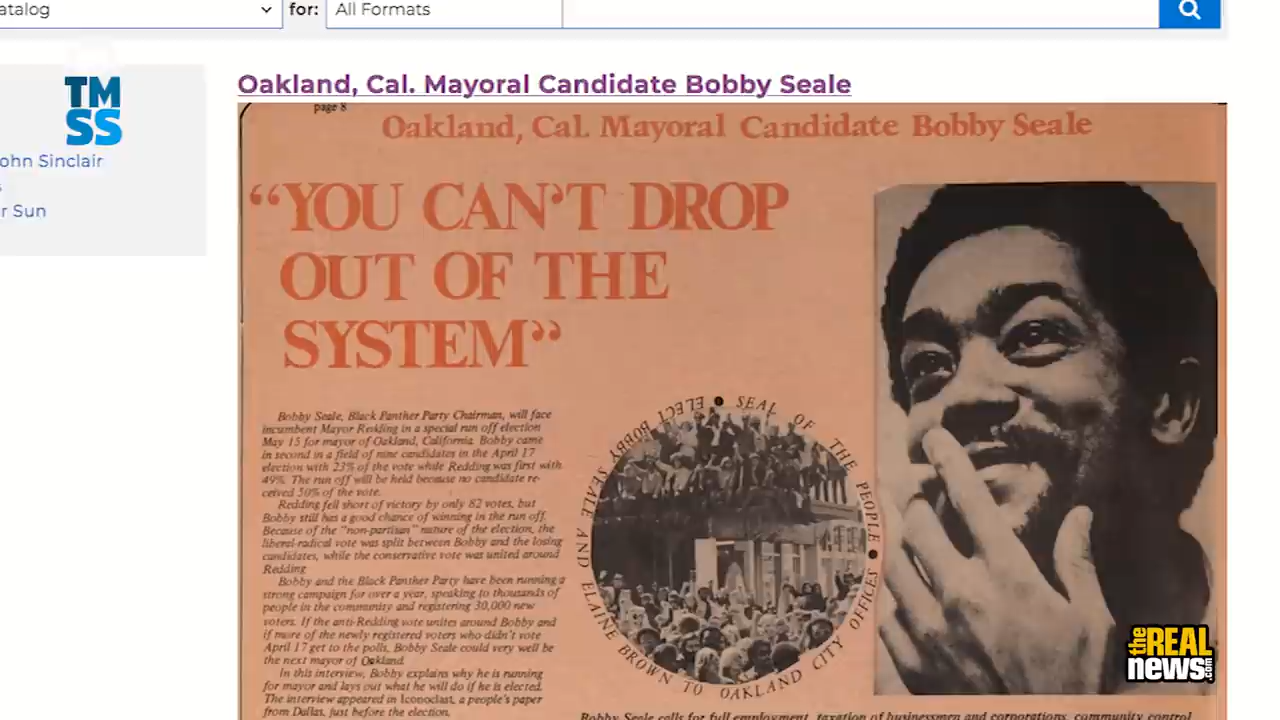 atalog
for:
All Formats
TM
SS
ohn Sinclair
r Sun
Oakland, Cal. Mayoral Candidate Bobby Seale
page 8
Oakland, Cal. Mayoral Candidate Bobby Seale
“YOU CAN'T DROP
OUT OF THE
SYSTEM”
Bobby Seale, Black Panther Party Chairman, will face
incumbent Mayor Redding in a special run off election
May 15 for mayor of Oakland, California. Bobby came
in second in a field of nine candidates in the April 17
election with 23% of the vote while Redding was first with
49%. The run off will be held because no candidate re-
ceived 50% of the vote.
Redding fell short of victory by only 82 votes, but
Bobby still has a good chance of winning in the run off.
Because of the "non-partisan" nature of the election, the
liberal-radical vote was split between Bobby and the losing
candidates, while the conservative vote was united around
Redding
Bobby and the Black Panther Party have been running a
strong campaign for over a year, speaking to thousands of
people in the community and registering 30,000 new
voters. If the anti-Redding vote unites around Bobby and
if more of the newly registered voters who didn't vote
April 17 get to the polls, Bobby Seale could very well be
the next mayor of Oakland.
In this interview, Bobby explains why he is running
for mayor and lays out what he will do if he is elected.
The interview appeared in Iconoclast, a people's paper
from Dallas, just before the election.
SEAL OF THE PEOPLE • ELECT BOBBY SEALE AND ELAINE BROWN TO OAKLAND CITY OFFICES •
Bobby Seale calls for full employment, taxation of businessmen and corporations, community control
the REAL
news.com